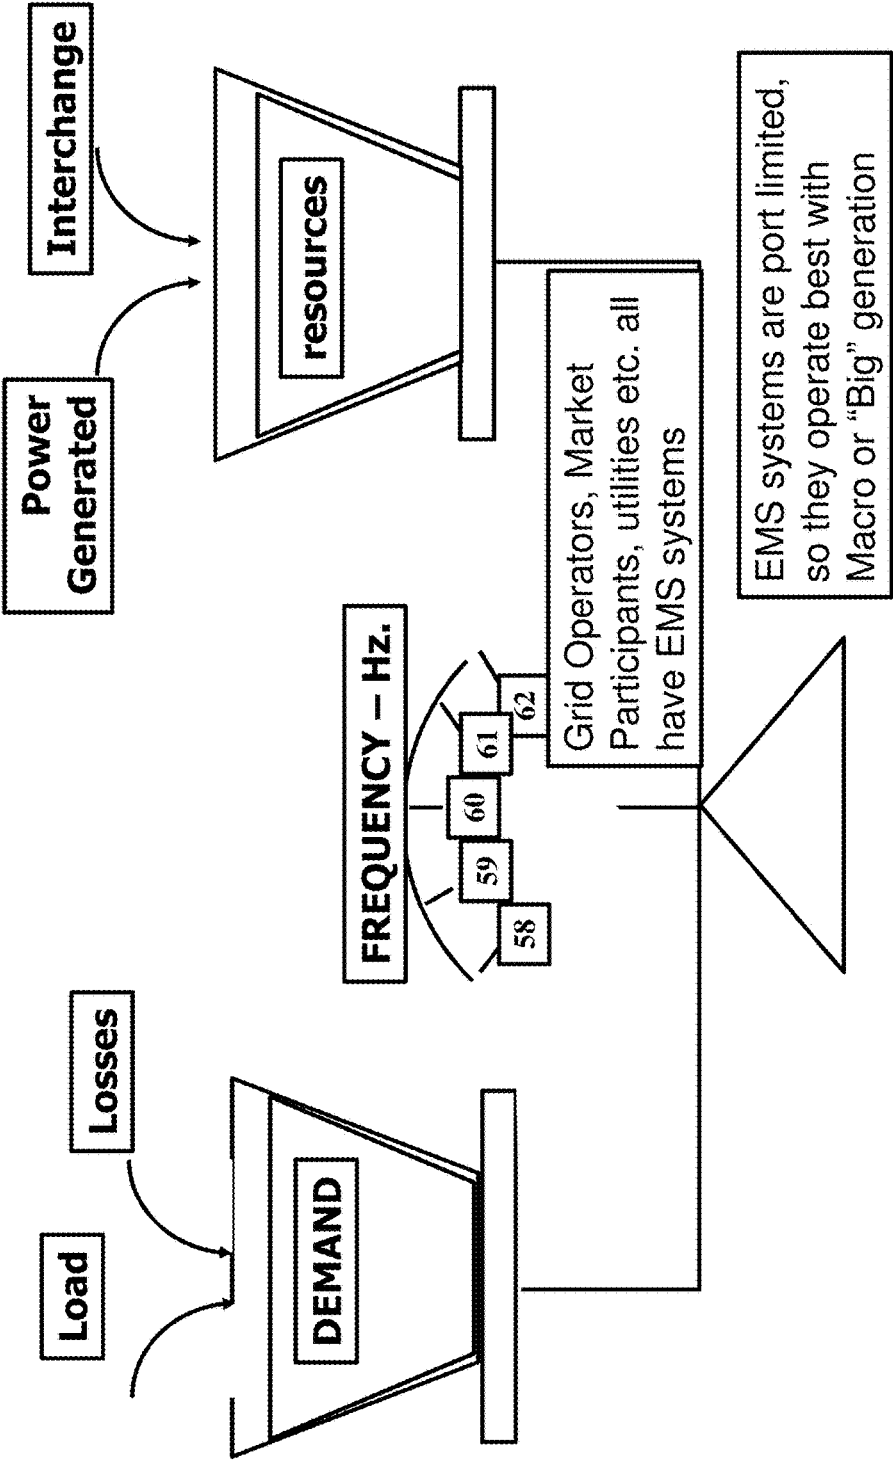 Load
Losses
Power
Generated
Interchange
DEMAND
FREQUENCY – Hz.
58
59
60
61
62
resources
Grid Operators, Market
Participants, utilities etc. all
have EMS systems
EMS systems are port limited,
so they operate best with
Macro or “Big” generation